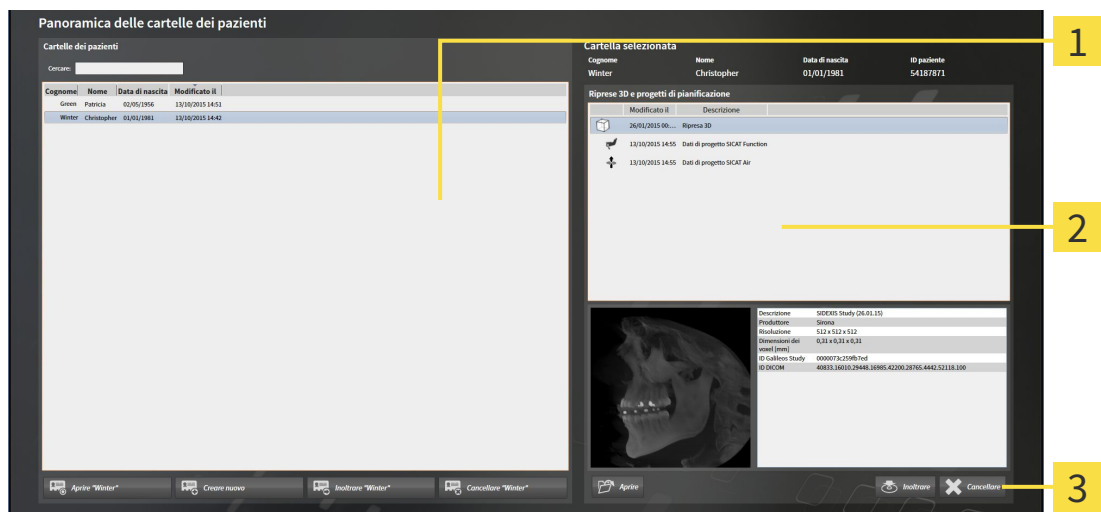 Panoramica delle cartelle dei pazienti
Cartelle dei pazienti
Cercare:
Cognome Nome Data di nascita Modificato il
Green Patricia 02/05/1956 13/10/2015 14:51
Winter Christopher 01/01/1981 13/10/2015 14:42
Aprire "Winter"
Creare nuovo
Inoltrare "Winter"
Cancellare "Winter"
Cartella selezionata
Cognome Nome Data di nascita ID paziente
Winter Christopher 01/01/1981 54187871
Riprese 3D e progetti di pianificazione
Modificato il Descrizione
26/01/2015 00:... Ripresa 3D
13/10/2015 14:55 Dati di progetto SICAT Function
13/10/2015 14:55 Dati di progetto SICAT Air
Descrizione SIDEXIS Study (26.01.15)
Produttore Sirona
Risoluzione 512 x 512 x 512
Dimensioni dei voxel [mm] 0,31 x 0,31 x 0,31
ID Galileos Study 0000073c259fb7ed
ID DICOM 40833.16010.29448.16985.42200.28765.4442.52118.100
Aprire
Inoltrare
Cancellare
1
2
3